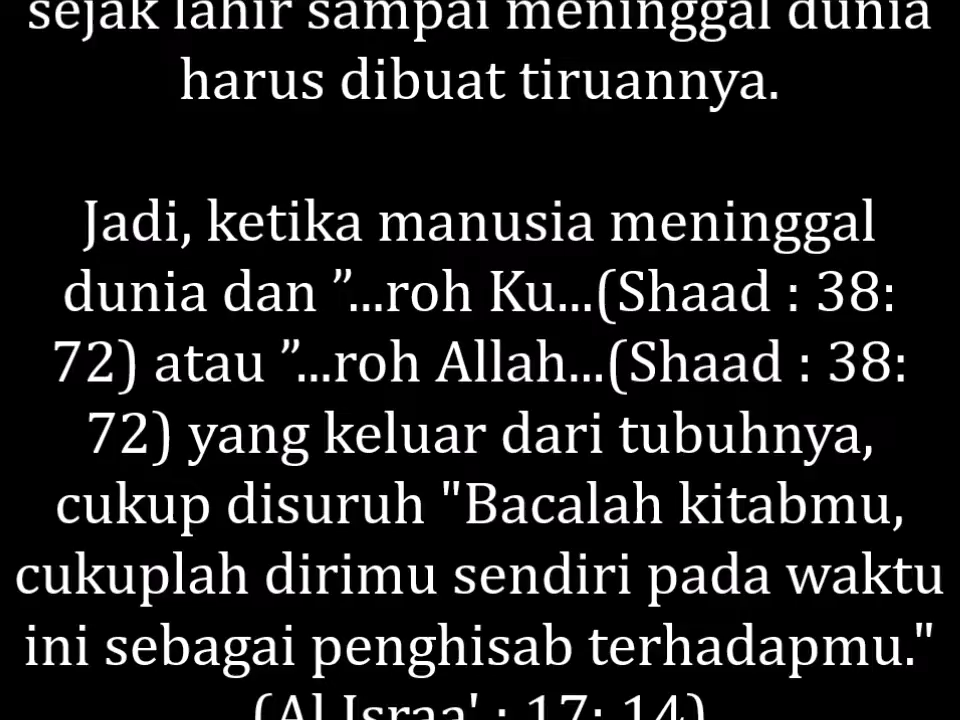 sejak lahir sampai meninggal dunia
harus dibuat tiruannya.
Jadi, ketika manusia meninggal
dunia dan ”...roh Ku...(Shaad : 38:
72) atau ”...roh Allah...(Shaad : 38:
72) yang keluar dari tubuhnya,
cukup disuruh "Bacalah kitabmu,
cukuplah dirimu sendiri pada waktu
ini sebagai penghisab terhadapmu."
(Al Israa' : 17: 14)